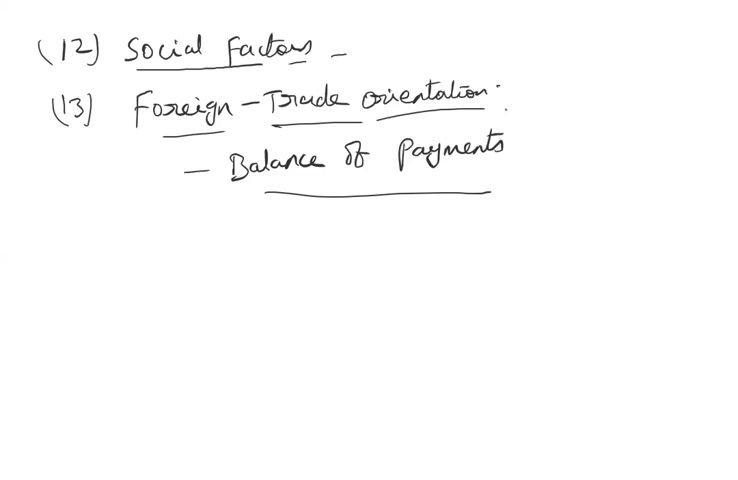 (12) Social Factors -
(13) Foreign - Trade orientation.
- Balance of Payments